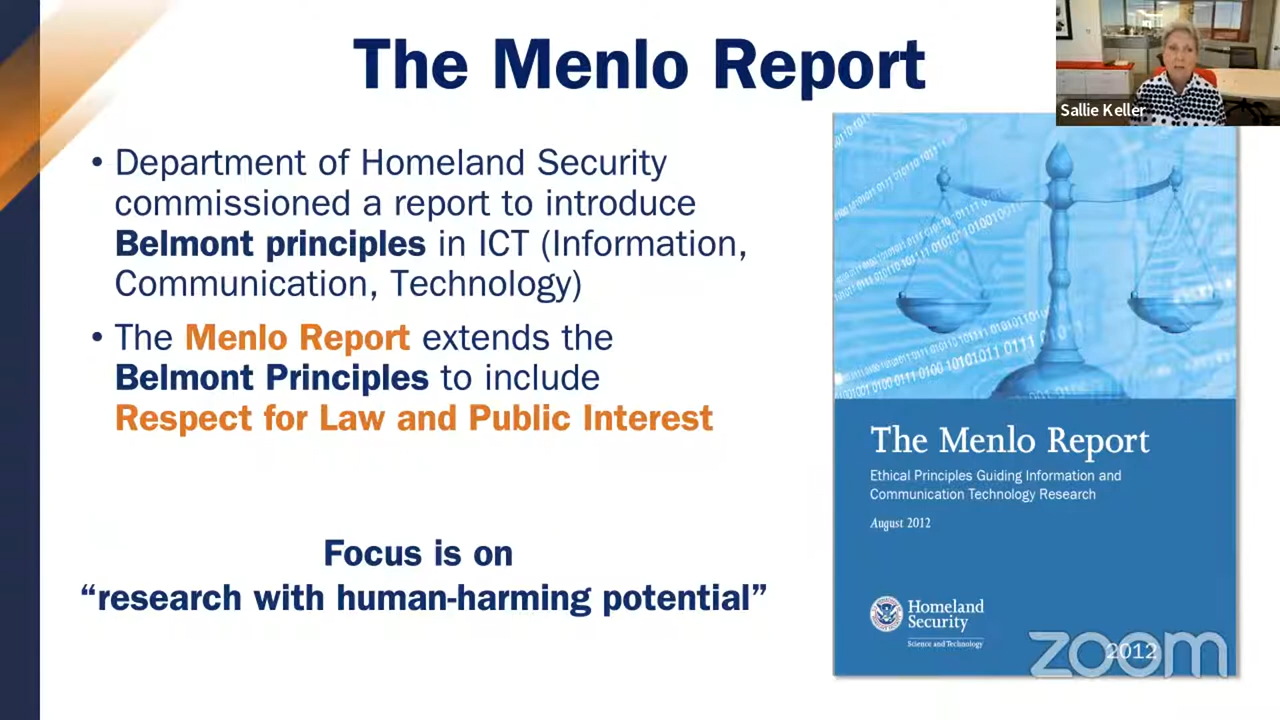 The Menlo Report
Sallie Keller
• Department of Homeland Security
commissioned a report to introduce
Belmont principles in ICT (Information,
Communication, Technology)
• The Menlo Report extends the
Belmont Principles to include
Respect for Law and Public Interest
Focus is on
“research with human-harming potential”
The Menlo Report
Ethical Principles Guiding Information and
Communication Technology Research
August 2012
Homeland
Security
Science and Technology
2012
zoom